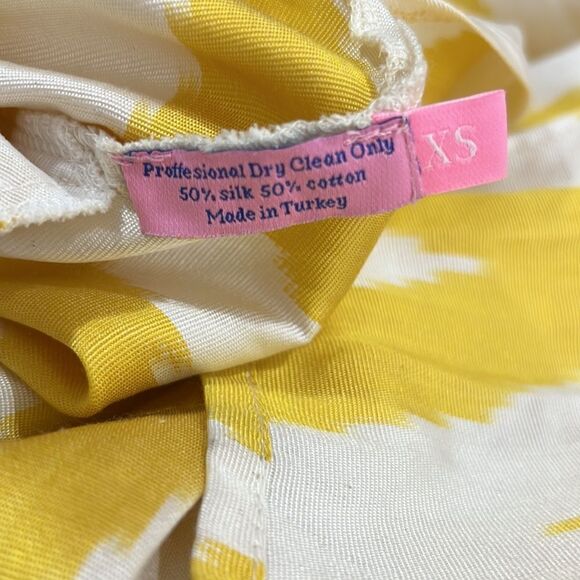 Proffesional Dry Clean Only
50% silk 50% cotton
Made in Turkey
XS